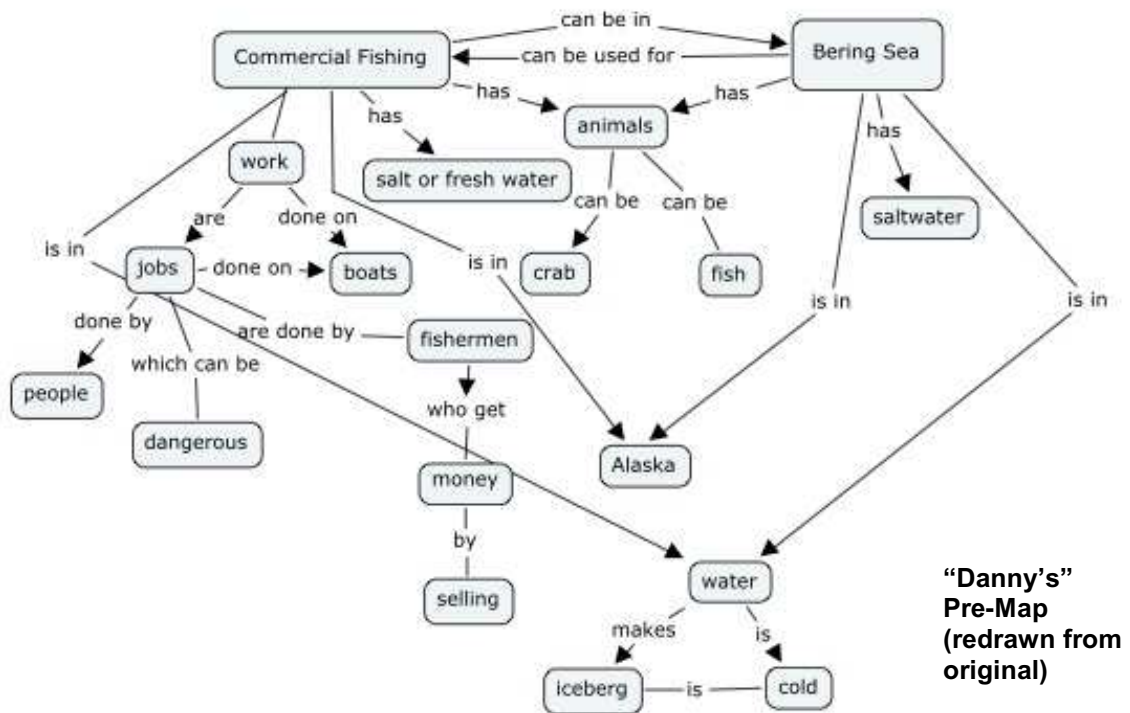 can be in
Commercial Fishing
can be used for
Bering Sea
has
has
animals
has
has
work
salt or fresh water
saltwater
are
done on
can be
can be
is in
jobs
done on
boats
is in
crab
fish
is in
is in
done by
are done by
fishermen
which can be
people
who get
dangerous
Alaska
money
by
water
selling
makes
is
iceberg
is
cold
“Danny’s”
Pre-Map
(redrawn from
original)